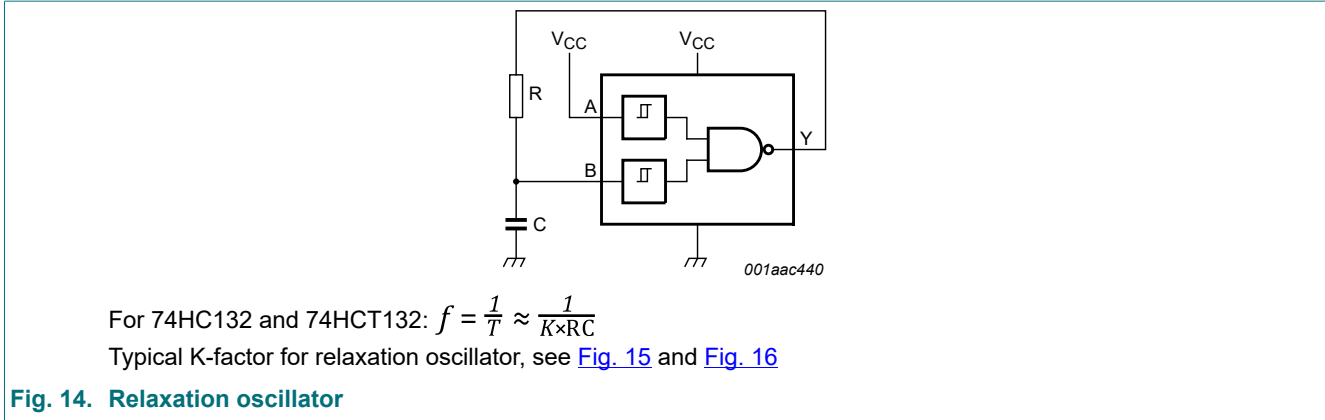 VCC VCC
R
A
Y
B
C
001aac440
For 74HC132 and 74HCT132: f = 1/T ≈ 1/K×RC
Typical K-factor for relaxation oscillator, see Fig. 15 and Fig. 16
Fig. 14. Relaxation oscillator